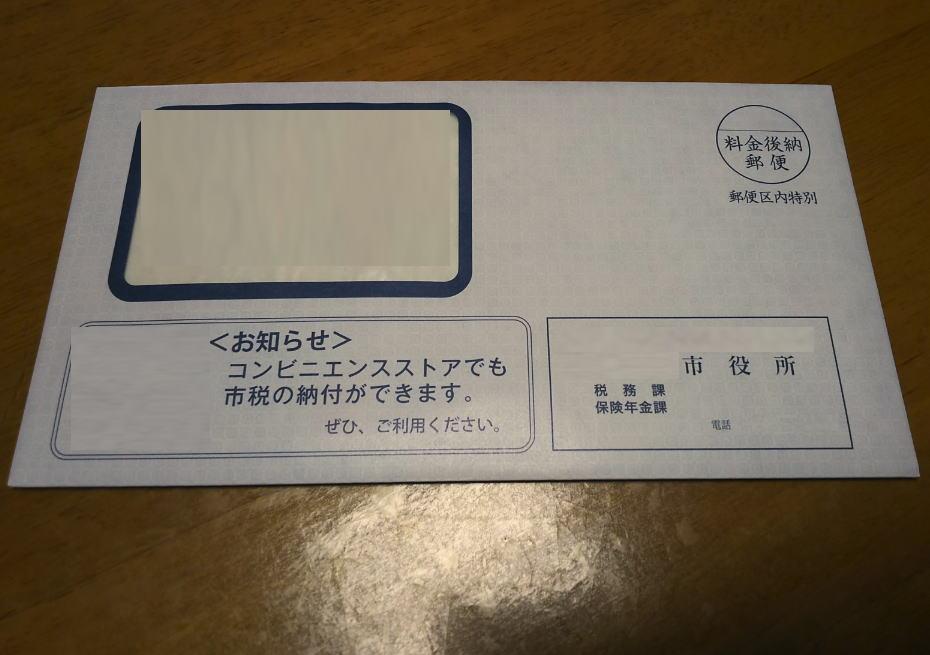 料金後納
郵便
郵便区内特別
＜お知らせ＞
コンビニエンスストアでも
市税の納付ができます。
ぜひ、ご利用ください。
市役所
税務課
保険年金課
電話